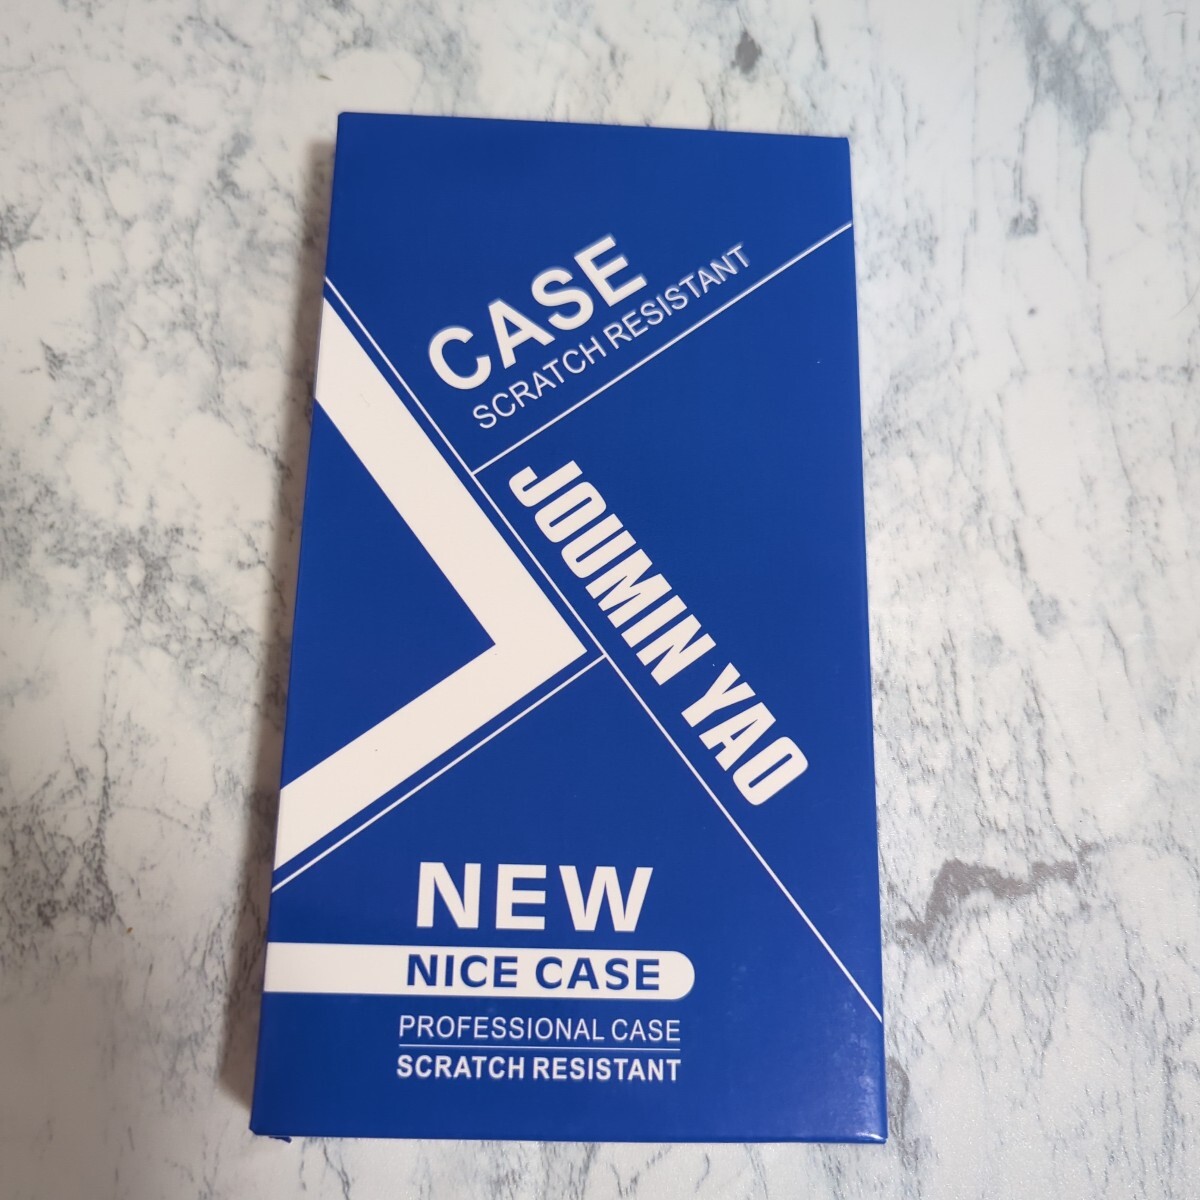 CASE
SCRATCH RESISTANT
JOUMIN YAO
NEW
NICE CASE
PROFESSIONAL CASE
SCRATCH RESISTANT